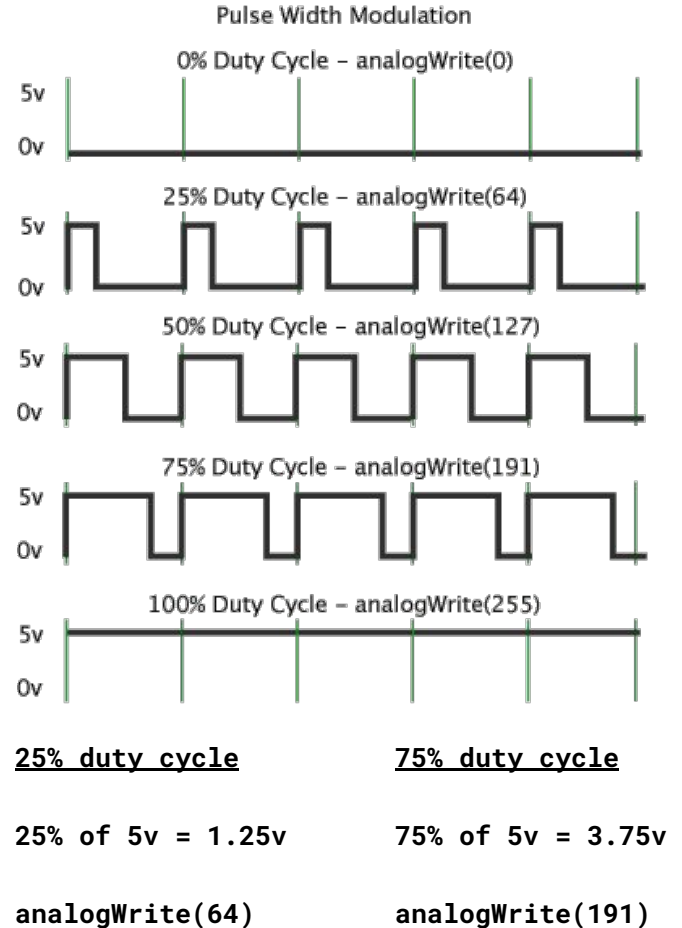 Pulse Width Modulation
0% Duty Cycle – analogWrite(0)
5v
0v
25% Duty Cycle – analogWrite(64)
5v
0v
50% Duty Cycle – analogWrite(127)
5v
0v
75% Duty Cycle – analogWrite(191)
5v
0v
100% Duty Cycle – analogWrite(255)
5v
0v
25% duty cycle 75% duty cycle
25% of 5v = 1.25v 75% of 5v = 3.75v
analogWrite(64) analogWrite(191)